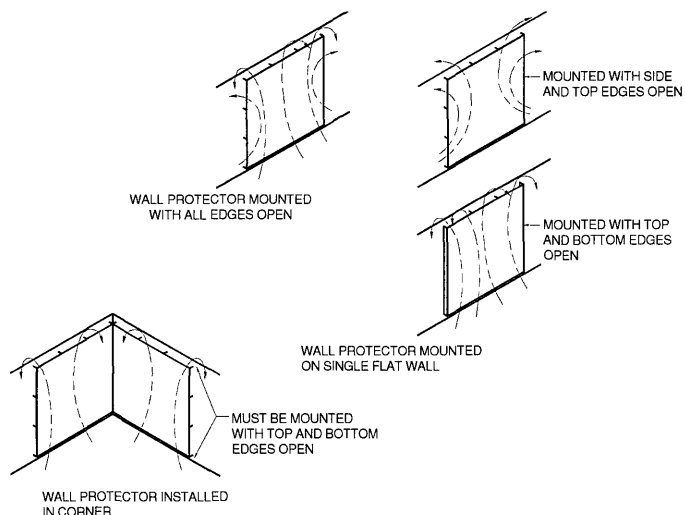 MOUNTED WITH SIDE
AND TOP EDGES OPEN
WALL PROTECTOR MOUNTED
WITH ALL EDGES OPEN
MOUNTED WITH TOP
AND BOTTOM EDGES
OPEN
WALL PROTECTOR MOUNTED
ON SINGLE FLAT WALL
MUST BE MOUNTED
WITH TOP AND BOTTOM
EDGES OPEN
WALL PROTECTOR INSTALLED
IN CORNER